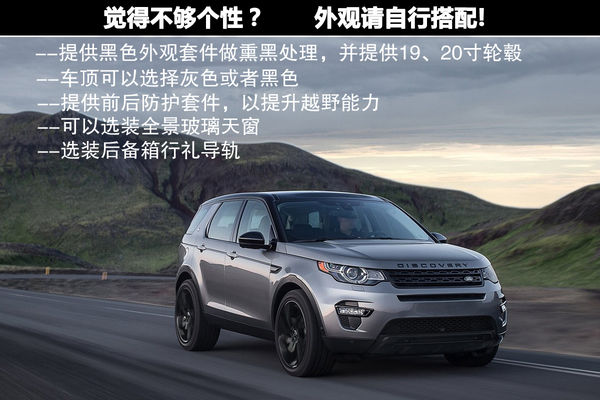 觉得不够个性？ 外观请自行搭配!
--提供黑色外观套件做熏黑处理，并提供19、20寸轮毂
--车顶可以选择灰色或者黑色
--提供前后防护套件，以提升越野能力
--可以选装全景玻璃天窗
--选装后备箱行礼导轨
DISCOVERY